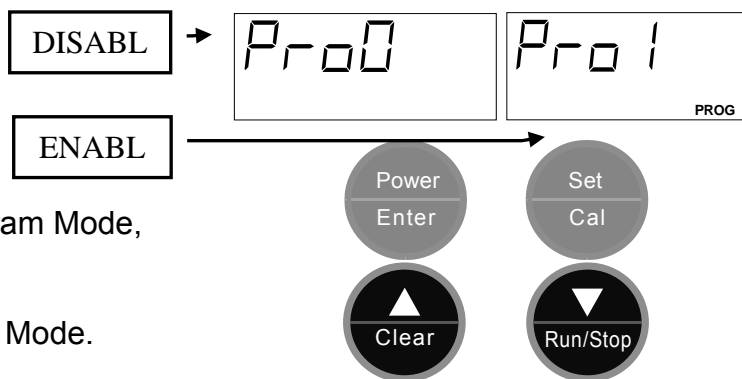 DISABL
Pro0
Pro1
PROG
ENABL
Power
Enter
Set
Cal
am Mode,
Clear
Run/Stop
Mode.